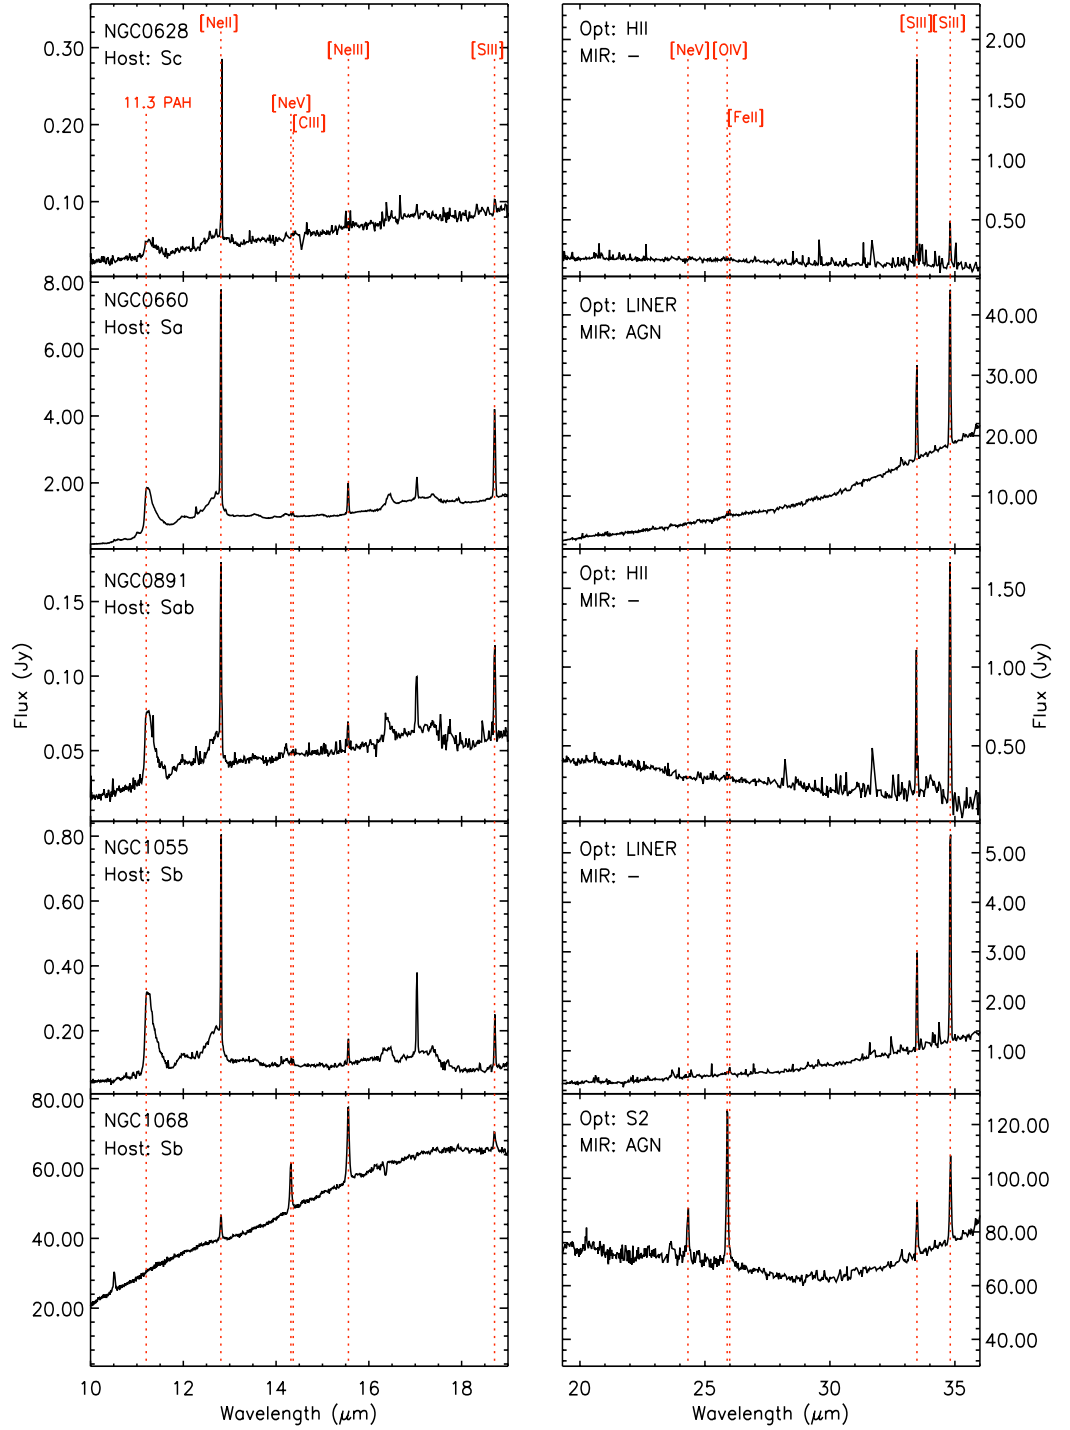 [NeII]
NGC0628
Host: Sc
[NeIII]
[SIII]
11.3 PAH
[NeV]
[CIII]
0.30
0.20
0.10
Opt: HII
MIR: –
[SIII] [SiII]
[NeV] [OIV]
[FeII]
2.00
1.50
1.00
0.50
NGC0660
Host: Sa
8.00
6.00
4.00
2.00
Opt: LINER
MIR: AGN
40.00
30.00
20.00
10.00
NGC0891
Host: Sab
0.15
0.10
0.05
Opt: HII
MIR: –
1.50
1.00
0.50
Flux (Jy)
Flux (Jy)
NGC1055
Host: Sb
0.80
0.60
0.40
0.20
Opt: LINER
MIR: –
5.00
4.00
3.00
2.00
1.00
NGC1068
Host: Sb
80.00
60.00
40.00
20.00
Opt: S2
MIR: AGN
120.00
100.00
80.00
60.00
40.00
10 12 14 16 18
Wavelength (μm)
20 25 30 35
Wavelength (μm)